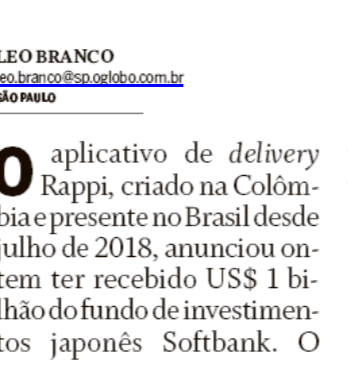 LEO BRANCO
leo.branco@sp.oglobo.com.br
SÃO PAULO
O aplicativo de delivery
Rappi, criado na Colôm-
bia e presente no Brasil desde
julho de 2018, anunciou on-
tem ter recebido US$ 1 bi-
lhão do fundo de investimen-
tos japonês Softbank. O